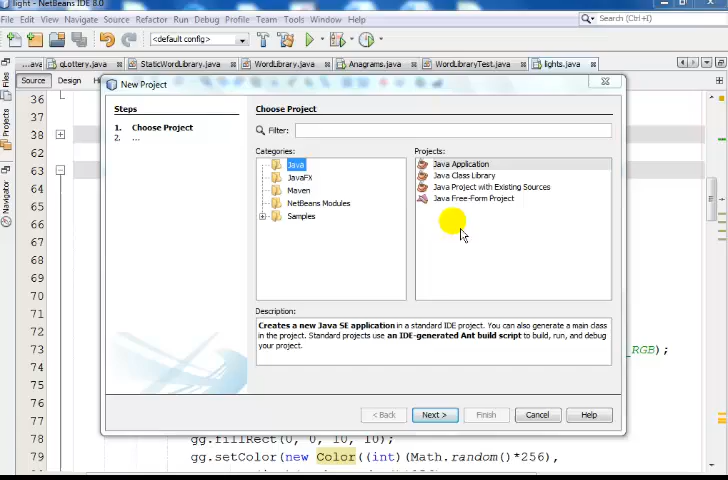 light - NetBeans IDE 8.0
File Edit View Navigate Source Refactor Run Debug Profile Team Tools Window Help Search (Ctrl+I)
<default config>
...ava qLottery.java StaticWordLibrary.java WordLibrary.java Anagrams.java WordLibraryTest.java lights.java
Source Design
Files
Projects
Navigator
New Project
Steps
1. Choose Project
2. ...
Choose Project
Filter:
Categories:
Java
JavaFX
Maven
NetBeans Modules
Samples
Projects:
Java Application
Java Class Library
Java Project with Existing Sources
Java Free-Form Project
Description:
Creates a new Java SE application in a standard IDE project. You can also generate a main class
in the project. Standard projects use an IDE-generated Ant build script to build, run, and debug
your project.
< Back Next > Finish Cancel Help
36
38
62
63
64
65
66
67
68
69
70
71
72
73 _RGB);
74
75
76
77
78 gg.fillRect(0, 0, 10, 10);
79 gg.setColor(new Color((int)(Math.random()*256),